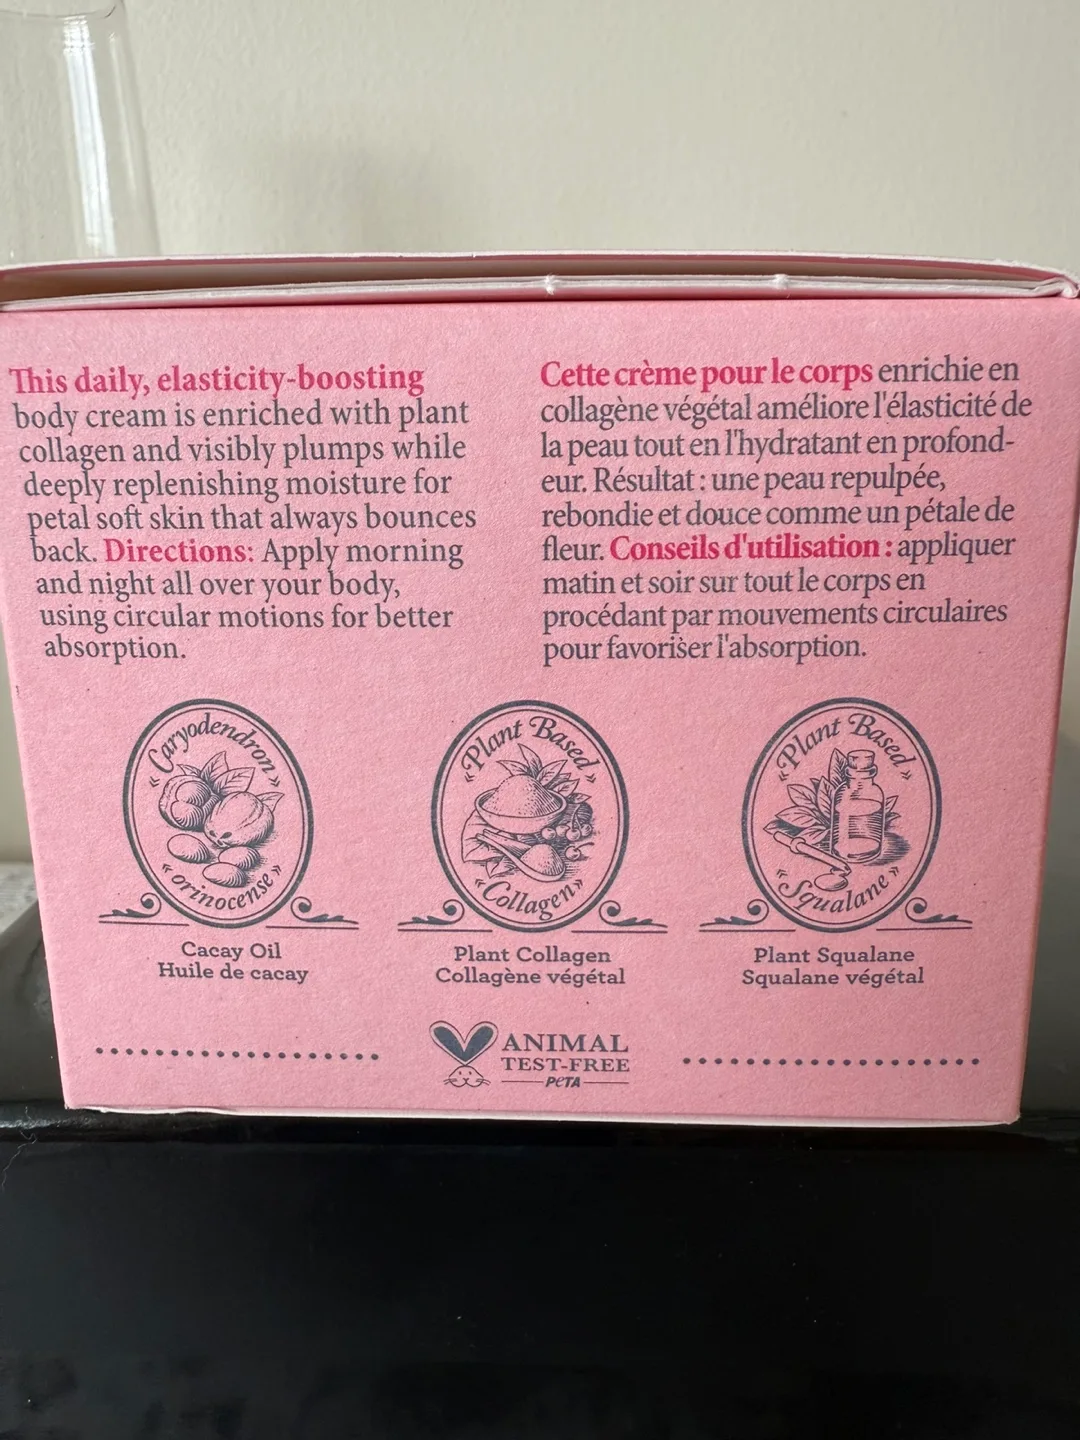 This daily, elasticity-boosting
body cream is enriched with plant
collagen and visibly plumps while
deeply replenishing moisture for
petal soft skin that always bounces
back. Directions: Apply morning
and night all over your body,
using circular motions for better
absorption.
Cette crème pour le corps enrichie en
collagène végétal améliore l'élasticité de
la peau tout en l'hydratant en profond-
eur. Résultat : une peau repulpée,
rebondie et douce comme un pétale de
fleur. Conseils d'utilisation : appliquer
matin et soir sur tout le corps en
procédant par mouvements circulaires
pour favoriser l'absorption.
«Caryodendron»
«orinocense»
Cacay Oil
Huile de cacay
«Plant Based»
«Collagen»
Plant Collagen
Collagène végétal
«Plant Based»
«Squalane»
Plant Squalane
Squalane végétal
ANIMAL
TEST-FREE
PETA